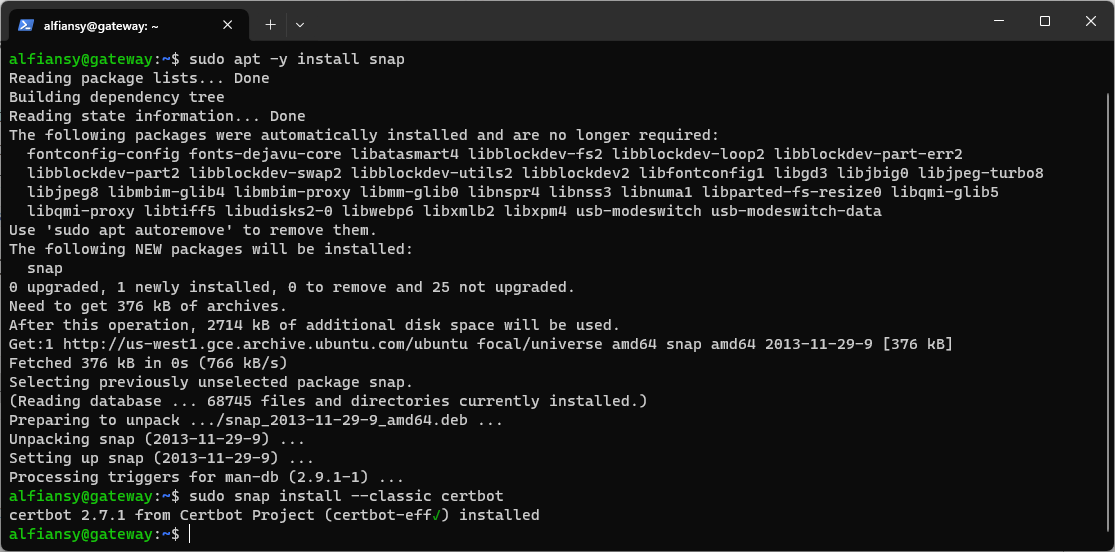 alfiansy@gateway: ~
alfiansy@gateway:~$ sudo apt -y install snap
Reading package lists... Done
Building dependency tree
Reading state information... Done
The following packages were automatically installed and are no longer required:
  fontconfig-config fonts-dejavu-core libatasmart4 libblockdev-fs2 libblockdev-loop2 libblockdev-part-err2
  libblockdev-part2 libblockdev-swap2 libblockdev-utils2 libblockdev2 libfontconfig1 libgd3 libjbig0 libjpeg-turbo8
  libjpeg8 libmbim-glib4 libmbim-proxy libmm-glib0 libnspr4 libnss3 libnuma1 libparted-fs-resize0 libqmi-glib5
  libqmi-proxy libtiff5 libudisks2-0 libwebp6 libxmlb2 libxpm4 usb-modeswitch usb-modeswitch-data
Use 'sudo apt autoremove' to remove them.
The following NEW packages will be installed:
  snap
0 upgraded, 1 newly installed, 0 to remove and 25 not upgraded.
Need to get 376 kB of archives.
After this operation, 2714 kB of additional disk space will be used.
Get:1 http://us-west1.gce.archive.ubuntu.com/ubuntu focal/universe amd64 snap amd64 2013-11-29-9 [376 kB]
Fetched 376 kB in 0s (766 kB/s)
Selecting previously unselected package snap.
(Reading database ... 68745 files and directories currently installed.)
Preparing to unpack .../snap_2013-11-29-9_amd64.deb ...
Unpacking snap (2013-11-29-9) ...
Setting up snap (2013-11-29-9) ...
Processing triggers for man-db (2.9.1-1) ...
alfiansy@gateway:~$ sudo snap install --classic certbot
certbot 2.7.1 from Certbot Project (certbot-eff✓) installed
alfiansy@gateway:~$